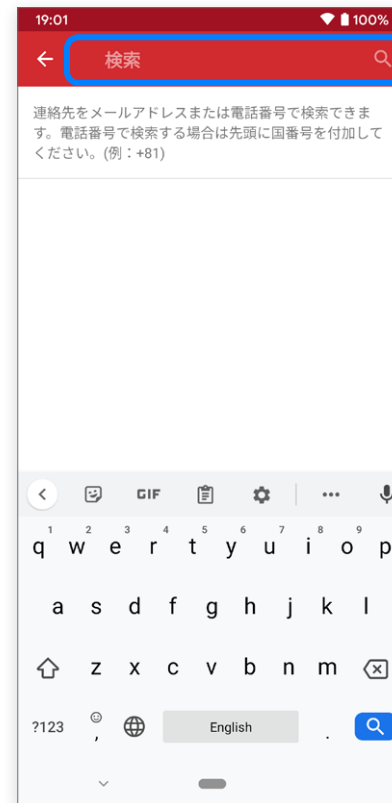 19:01 100%
検索
連絡先をメールアドレスまたは電話番号で検索できま
す。電話番号で検索する場合は先頭に国番号を付加して
ください。(例：+81)
GIF
1 2 3 4 5 6 7 8 9
q w e r t y u i o p
a s d f g h j k l
z x c v b n m
?123 , English .